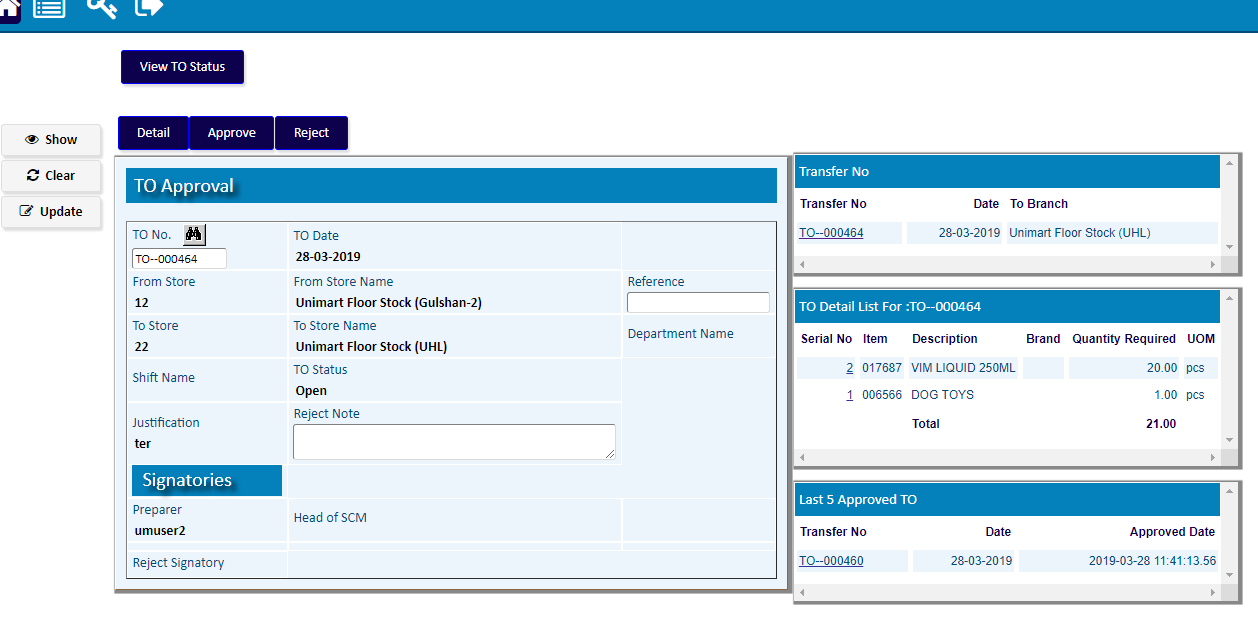 View TO Status
Detail Approve Reject
Show
Clear
Update
TO Approval
TO No.
TO--000464
TO Date
28-03-2019
From Store
12
From Store Name
Unimart Floor Stock (Gulshan-2)
Reference
To Store
22
To Store Name
Unimart Floor Stock (UHL)
Department Name
Shift Name
TO Status
Open
Justification
ter
Reject Note
Signatories
Preparer
umuser2
Head of SCM
Reject Signatory
Transfer No
Transfer No Date To Branch
TO--000464 28-03-2019 Unimart Floor Stock (UHL)
TO Detail List For :TO--000464
Serial No Item Description Brand Quantity Required UOM
2 017687 VIM LIQUID 250ML 20.00 pcs
1 006566 DOG TOYS 1.00 pcs
Total 21.00
Last 5 Approved TO
Transfer No Date Approved Date
TO--000460 28-03-2019 2019-03-28 11:41:13.56